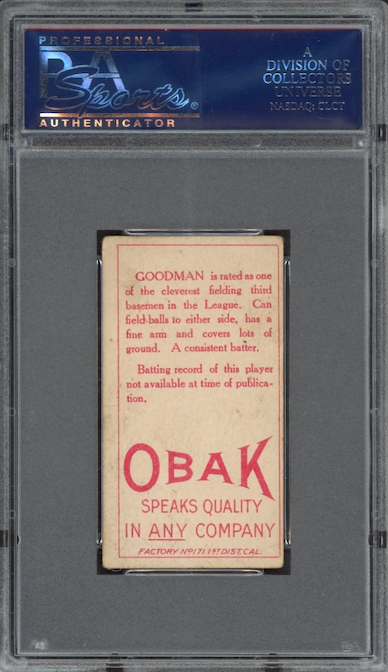 PROFESSIONAL
PSA
Sports®
AUTHENTICATOR
A
DIVISION OF
COLLECTORS
UNIVERSE
NASDAQ: CLCT
GOODMAN is rated as one
of the cleverest fielding third
basemen in the League. Can
field balls to either side, has a
fine arm and covers lots of
ground. A consistent batter.
Batting record of this player
not available at time of publica-
tion.
OBAK
SPEAKS QUALITY
IN ANY COMPANY
FACTORY Nº171 1ST DIST. CAL.